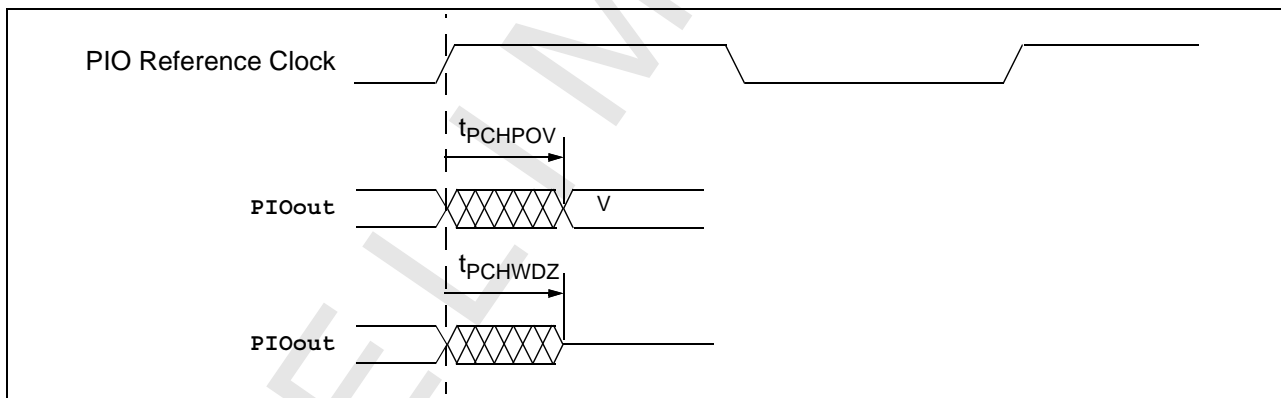 PIO Reference Clock
tPCHPOV
PIOout
V
tPCHWDZ
PIOout
E L I M